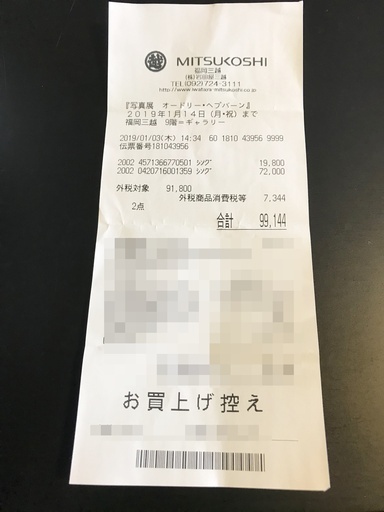 越 MITSUKOSHI
福岡三越
(株)岩田屋三越
TEL(092)724-3111
http://www.iwataya-mitsukoshi.co.jp
『写真展 オードリー・ヘプバーン』
2019年1月14日(月・祝)まで
福岡三越 9階=ギャラリー
2019/01/03(木) 14:34 60 1810 43956 9999
伝票番号181043956
2002 4571366770501 ｼﾝｸﾞ 19,800
2002 0420716001359 ｼﾝｸﾞ 72,000
外税対象 91,800
外税商品消費税等 7,344
2点
合計 99,144
お買上げ控え